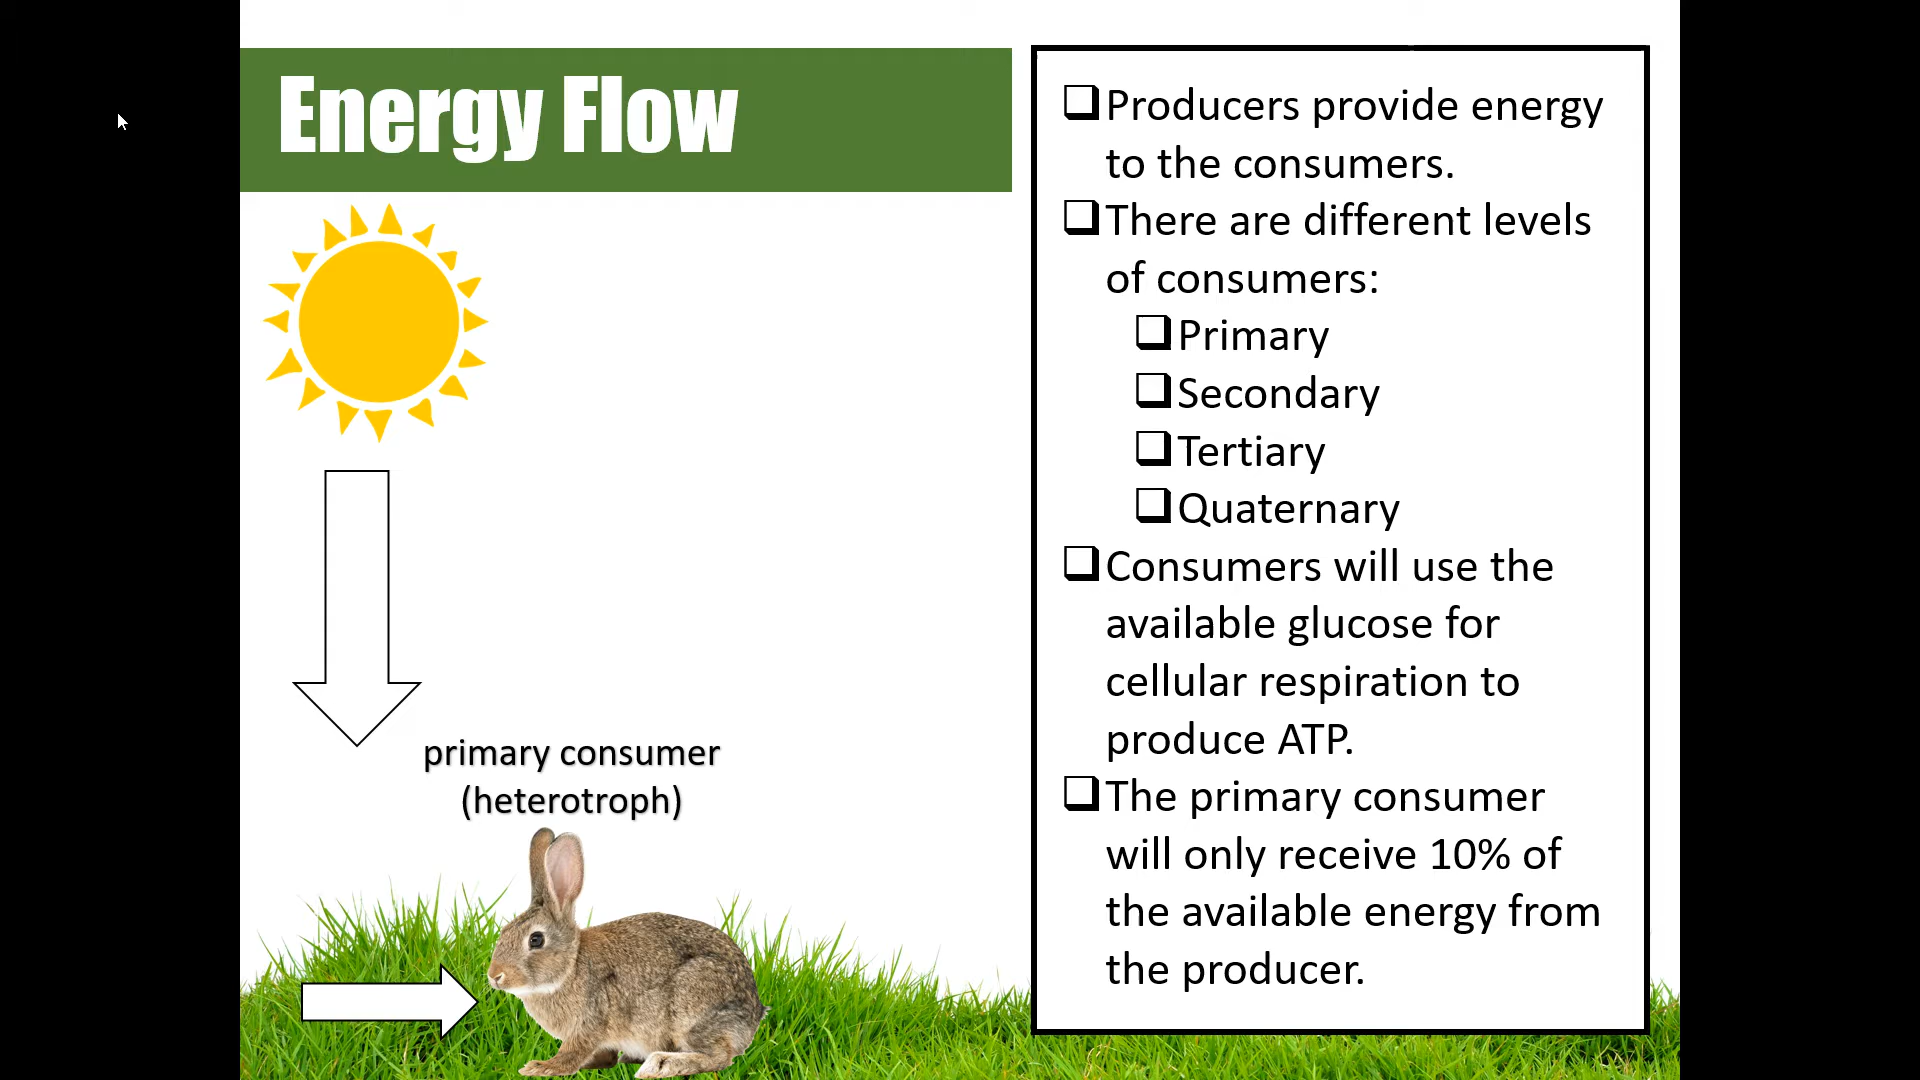 Energy Flow
primary consumer
(heterotroph)
Producers provide energy
to the consumers.
There are different levels
of consumers:
Primary
Secondary
Tertiary
Quaternary
Consumers will use the
available glucose for
cellular respiration to
produce ATP.
The primary consumer
will only receive 10% of
the available energy from
the producer.